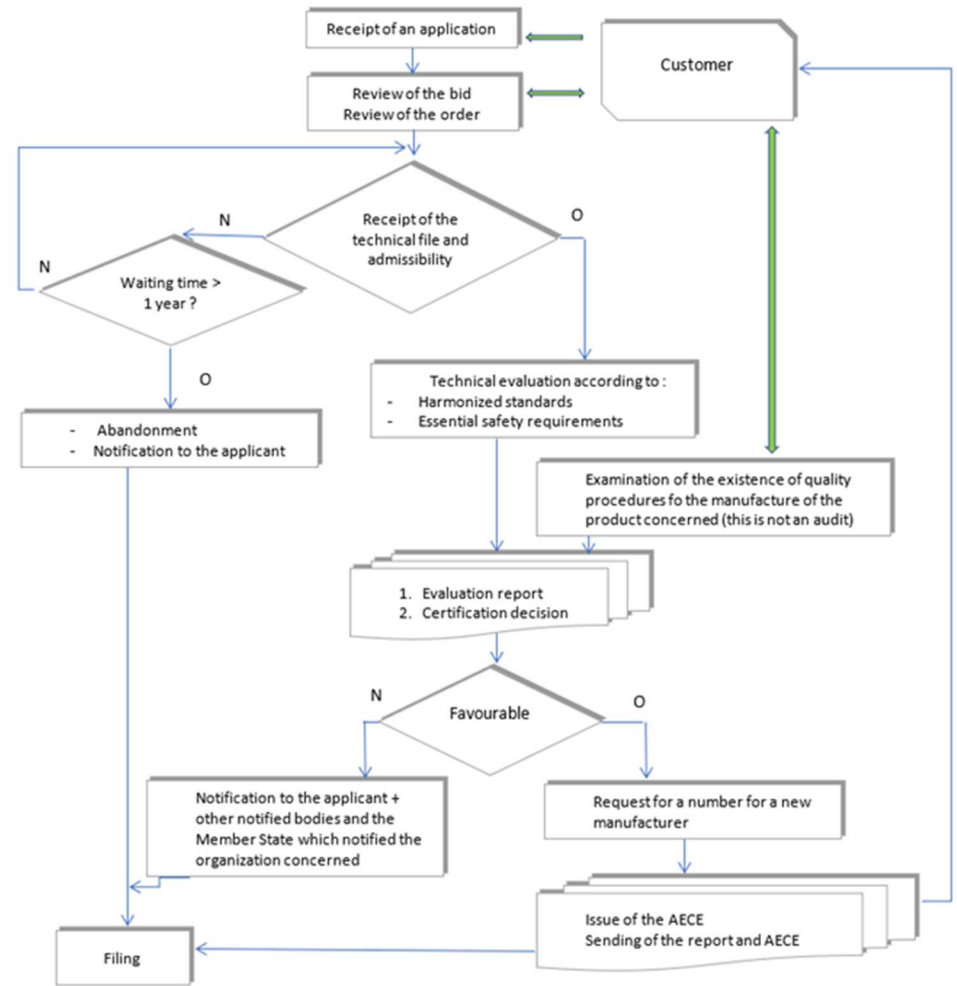 Receipt of an application
Customer
Review of the bid
Review of the order
N
O
Receipt of the
technical file and
admissibility
N
Waiting time >
1 year ?
O
Technical evaluation according to :
- Harmonized standards
- Essential safety requirements
- Abandonment
- Notification to the applicant
Examination of the existence of quality
procedures fo the manufacture of the
product concerned (this is not an audit)
1. Evaluation report
2. Certification decision
N
O
Favourable
Notification to the applicant +
other notified bodies and the
Member State which notified the
organization concerned
Request for a number for a new
manufacturer
Issue of the AECE
Sending of the report and AECE
Filing